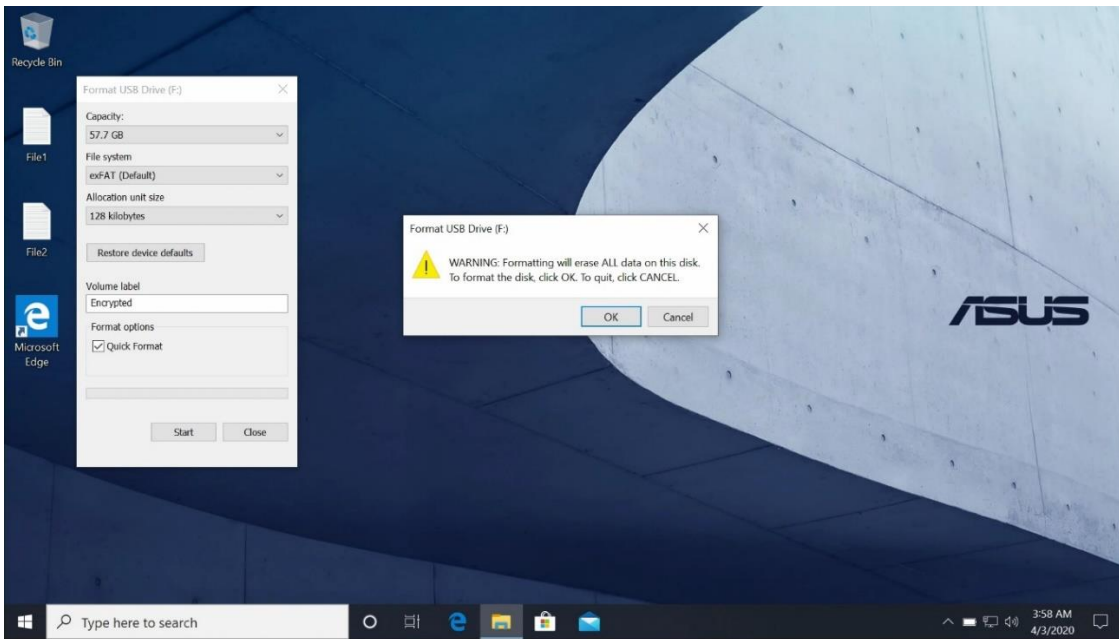 Recycle Bin
File1
File2
Microsoft
Edge
Format USB Drive (F:)
Capacity:
57.7 GB
File system
exFAT (Default)
Allocation unit size
128 kilobytes
Restore device defaults
Volume label
Encrypted
Format options
Quick Format
Start
Close
Format USB Drive (F:)
WARNING: Formatting will erase ALL data on this disk.
To format the disk, click OK. To quit, click CANCEL.
OK
Cancel
ASUS
Type here to search
3:58 AM
4/3/2020